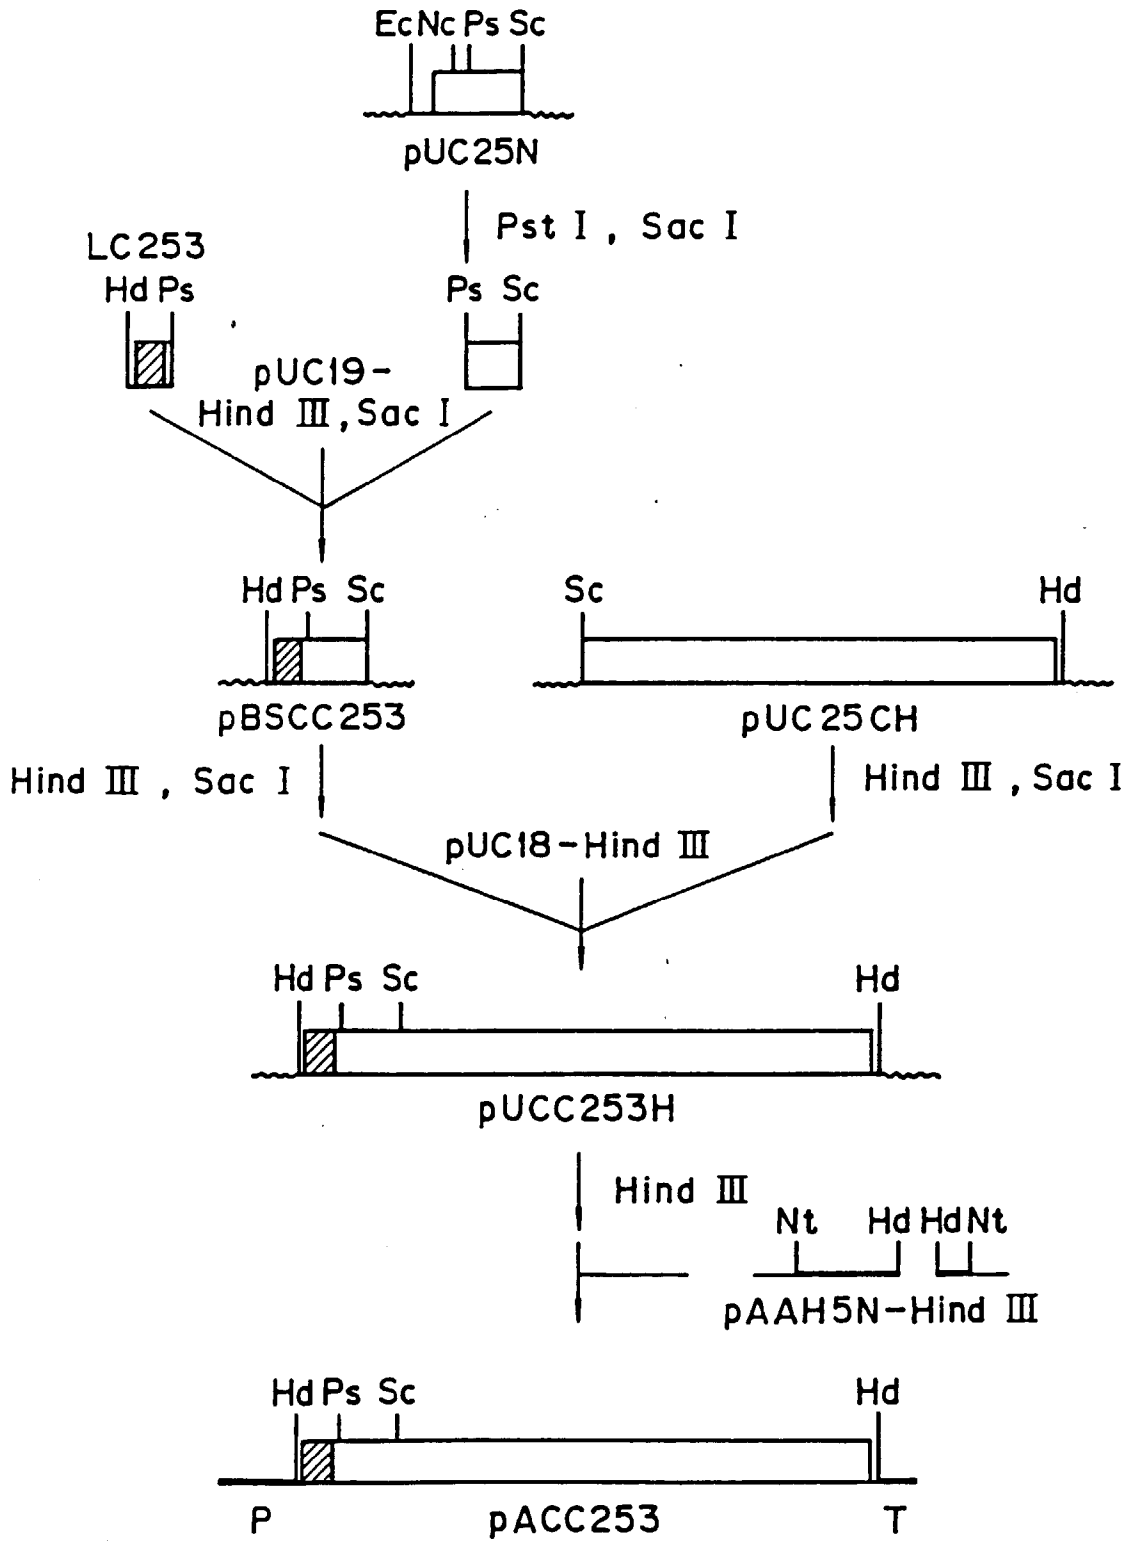 Ec Nc Ps Sc
pUC25N
Pst I , Sac I
LC253
Hd Ps
Ps Sc
pUC19-
Hind III , Sac I
Hd Ps Sc
Sc Hd
pBSCC253
pUC25CH
Hind III , Sac I
Hind III , Sac I
pUC18-Hind III
Hd Ps Sc Hd
pUCC253H
Hind III
Nt Hd Hd Nt
pAAH5N-Hind III
Hd Ps Sc Hd
P pACC253 T